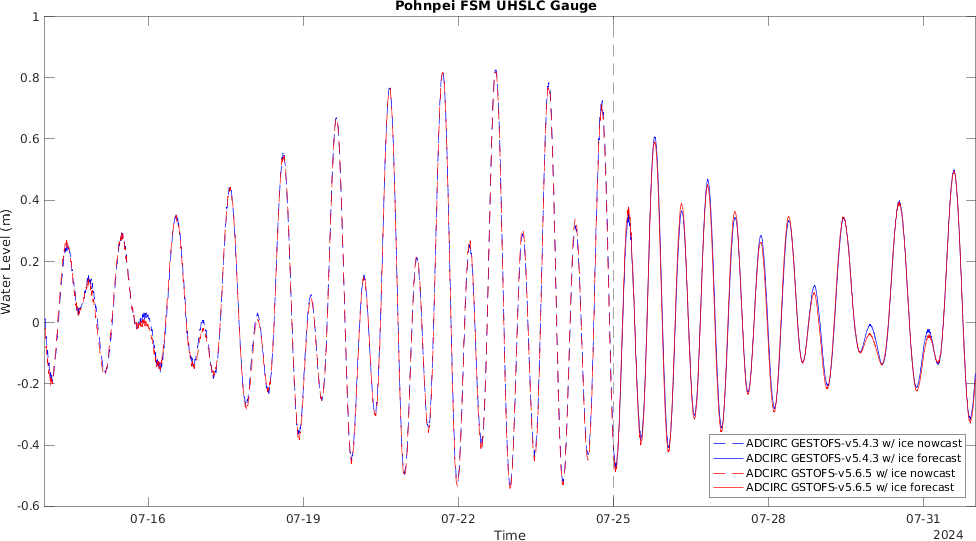 Pohnpei FSM UHSLC Gauge
1
0.8
0.6
0.4
0.2
0
-0.2
-0.4
-0.6
Water Level (m)
07-16
07-19
07-22
07-25
07-28
07-31
Time
2024
ADCIRC GESTOFS-v5.4.3 w/ ice nowcast
ADCIRC GESTOFS-v5.4.3 w/ ice forecast
ADCIRC GSTOFS-v5.6.5 w/ ice nowcast
ADCIRC GSTOFS-v5.6.5 w/ ice forecast